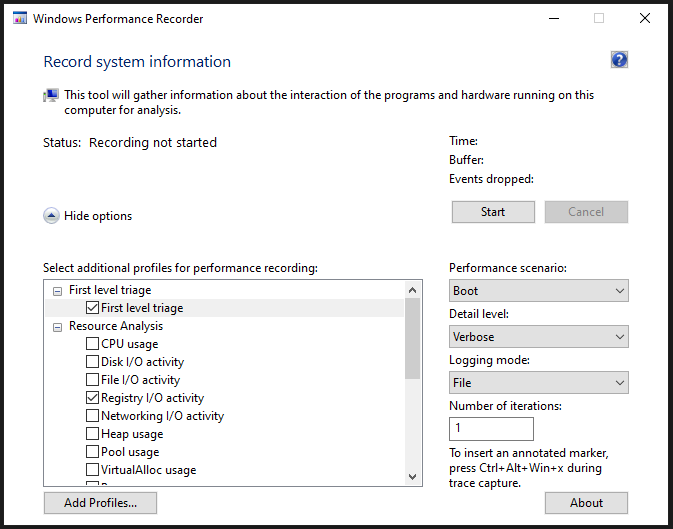 Windows Performance Recorder
Record system information
This tool will gather information about the interaction of the programs and hardware running on this
computer for analysis.
Status: Recording not started
Time:
Buffer:
Events dropped:
Hide options
Start
Cancel
Select additional profiles for performance recording:
First level triage
First level triage
Resource Analysis
CPU usage
Disk I/O activity
File I/O activity
Registry I/O activity
Networking I/O activity
Heap usage
Pool usage
VirtualAlloc usage
Performance scenario:
Boot
Detail level:
Verbose
Logging mode:
File
Number of iterations:
1
To insert an annotated marker,
press Ctrl+Alt+Win+x during
trace capture.
Add Profiles...
About